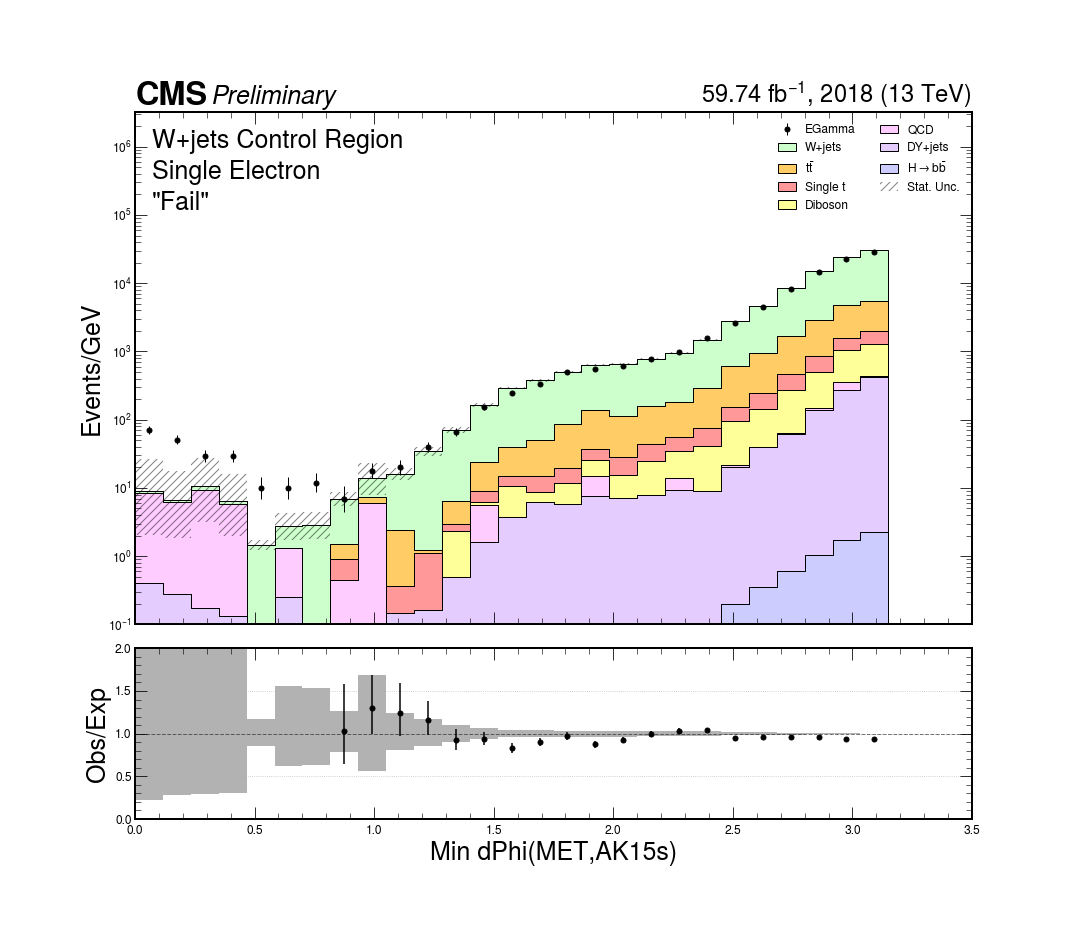 CMS Preliminary
59.74 fb⁻¹, 2018 (13 TeV)
W+jets Control Region
Single Electron
"Fail"
EGamma
W+jets
tt̄
Single t
Diboson
QCD
DY+jets
H→bb̄
Stat. Unc.
Events/GeV
10⁶
10⁵
10⁴
10³
10²
10¹
10⁰
10⁻¹
Obs/Exp
2.0
1.5
1.0
0.5
0.0
0.0 0.5 1.0 1.5 2.0 2.5 3.0 3.5
Min dPhi(MET,AK15s)